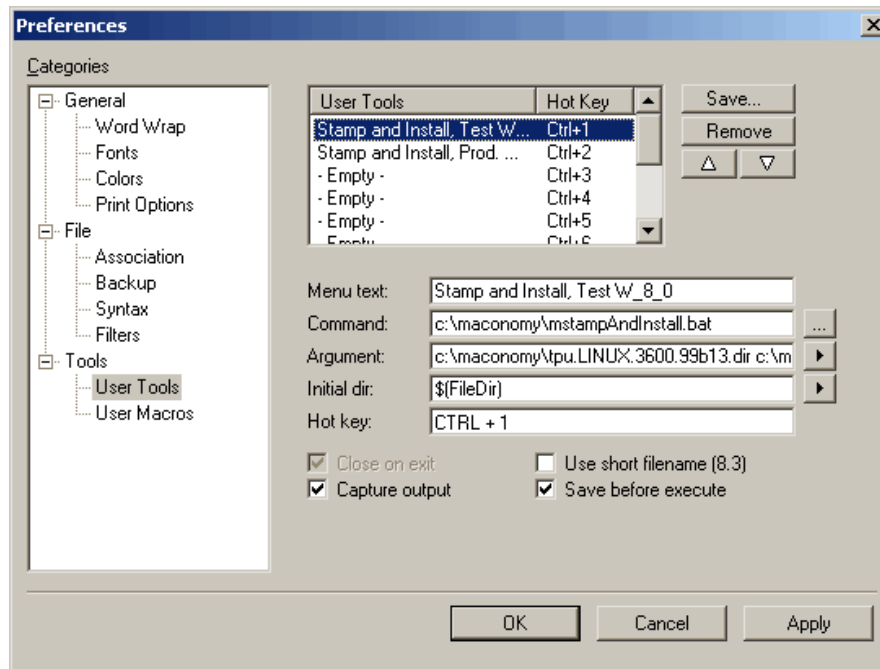 Preferences
Categories
General
Word Wrap
Fonts
Colors
Print Options
File
Association
Backup
Syntax
Filters
Tools
User Tools
User Macros
User Tools Hot Key
Stamp and Install, Test W... Ctrl+1
Stamp and Install, Prod. ... Ctrl+2
- Empty - Ctrl+3
- Empty - Ctrl+4
- Empty - Ctrl+5
- Empty - Ctrl+6
Save...
Remove
Menu text: Stamp and Install, Test W_8_0
Command: c:\maconomy\mstampAndInstall.bat ...
Argument: c:\maconomy\tpu.LINUX.3600.99b13.dir c:\m
Initial dir: $(FileDir)
Hot key: CTRL + 1
Close on exit Use short filename (8.3)
Capture output Save before execute
OK Cancel Apply